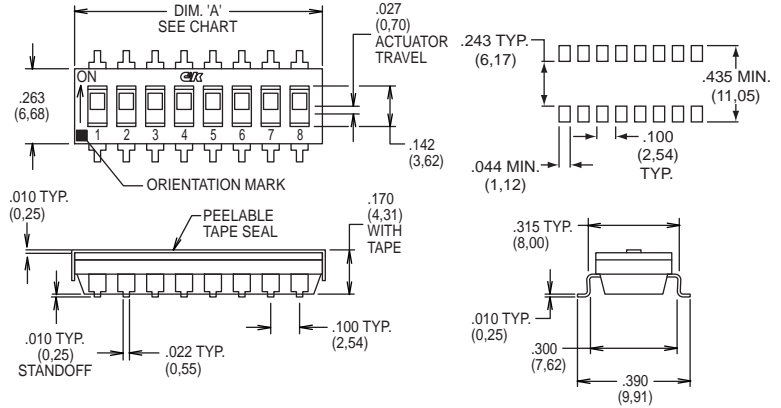 DIM. 'A'
SEE CHART
.027
(0,70)
ACTUATOR
TRAVEL
ON
C/K
.263
(6,68)
1 2 3 4 5 6 7 8
.142
(3,62)
ORIENTATION MARK
.243 TYP.
(6,17)
.435 MIN.
(11,05)
.100
(2,54)
TYP.
.044 MIN.
(1,12)
.010 TYP.
(0,25)
PEELABLE
TAPE SEAL
.170
(4,31)
WITH
TAPE
.010 TYP.
(0,25)
STANDOFF
.022 TYP.
(0,55)
.100 TYP.
(2,54)
.315 TYP.
(8,00)
.010 TYP.
(0,25)
.300
(7,62)
.390
(9,91)